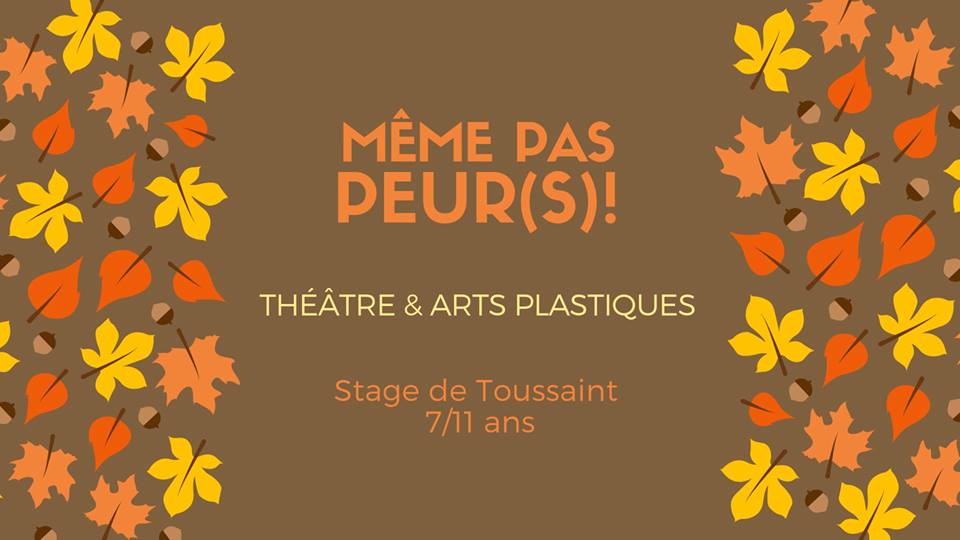 MÊME PAS
PEUR(S)!
THÉÂTRE & ARTS PLASTIQUES
Stage de Toussaint
7/11 ans